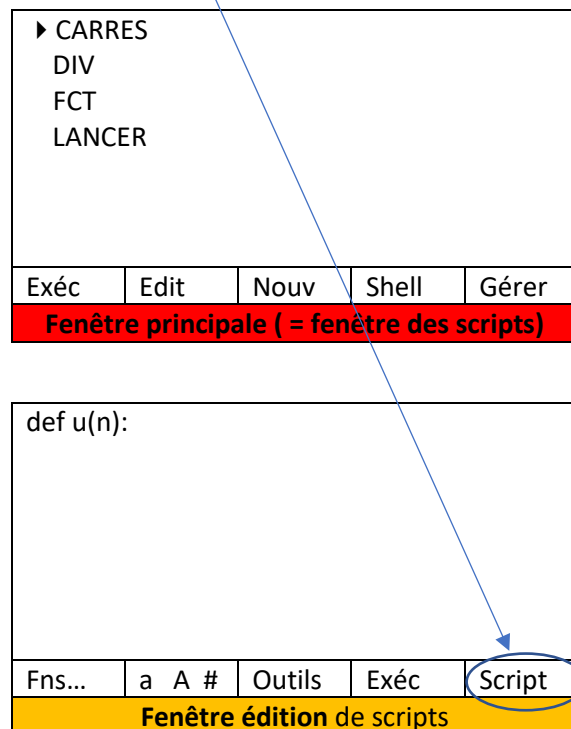 CARRES
DIV
FCT
LANCER
Exéc Edit Nouv Shell Gérer
Fenêtre principale ( = fenêtre des scripts)
def u(n):
Fns... a A # Outils Exéc Script
Fenêtre édition de scripts